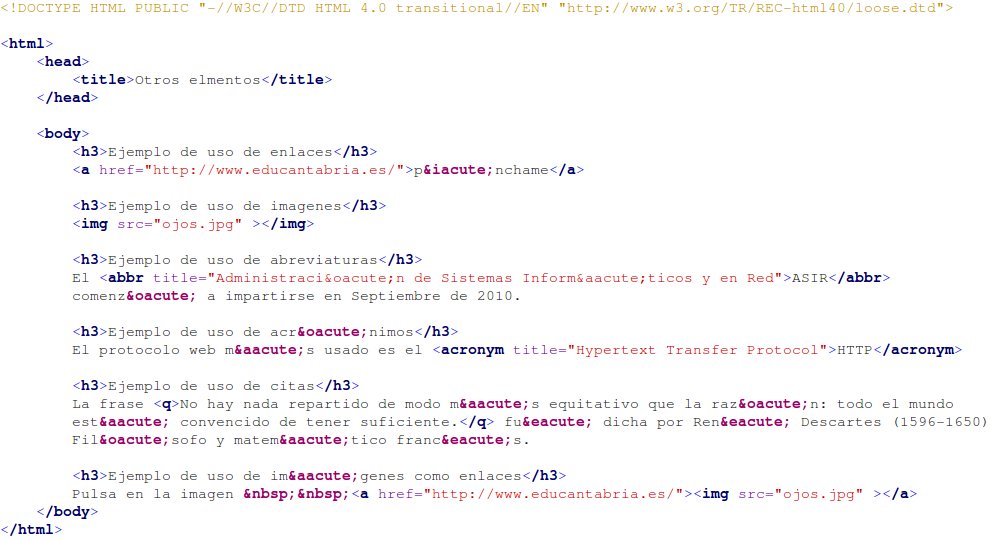 <!DOCTYPE HTML PUBLIC "-//W3C//DTD HTML 4.0 transitional//EN" "http://www.w3.org/TR/REC-html40/loose.dtd">
<html>
<head>
<title>Otros elmentos</title>
</head>
<body>
<h3>Ejemplo de uso de enlaces</h3>
<a href="http://www.educantabria.es/">p&iacute;nchame</a>
<h3>Ejemplo de uso de imagenes</h3>
<img src="ojos.jpg" ></img>
<h3>Ejemplo de uso de abreviaturas</h3>
El <abbr title="Administraci&oacute;n de Sistemas Inform&aacute;ticos y en Red">ASIR</abbr>
comenz&oacute; a impartirse en Septiembre de 2010.
<h3>Ejemplo de uso de acr&oacute;nimos</h3>
El protocolo web m&aacute;s usado es el <acronym title="Hypertext Transfer Protocol">HTTP</acronym>
<h3>Ejemplo de uso de citas</h3>
La frase <q>No hay nada repartido de modo m&aacute;s equitativo que la raz&oacute;n: todo el mundo
est&aacute; convencido de tener suficiente.</q> fu&eacute; dicha por Ren&eacute; Descartes (1596-1650)
Fil&oacute;sofo y matem&aacute;tico franc&eacute;s.
<h3>Ejemplo de uso de im&aacute;genes como enlaces</h3>
Pulsa en la imagen &nbsp;&nbsp;<a href="http://www.educantabria.es/"><img src="ojos.jpg" ></a>
</body>
</html>